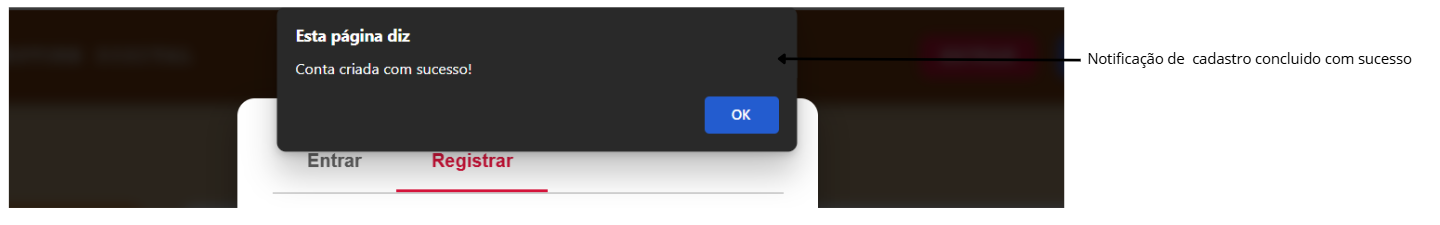 Esta página diz
Conta criada com sucesso!
OK
Notificação de cadastro concluido com sucesso
Entrar
Registrar